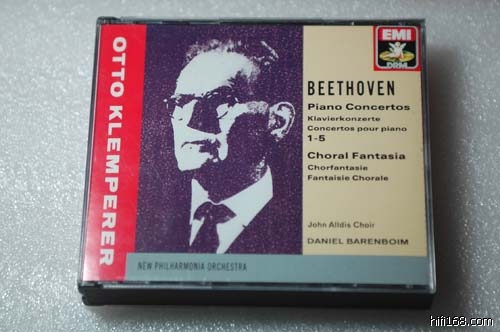 OTTO KLEMPERER
EMI
DRM
BEETHOVEN
Piano Concertos
Klavierkonzerte
Concertos pour piano
1-5
Choral Fantasia
Chorfantasie
Fantaisie Chorale
John Alldis Choir
DANIEL BARENBOIM
NEW PHILHARMONIA ORCHESTRA
hifi168.com